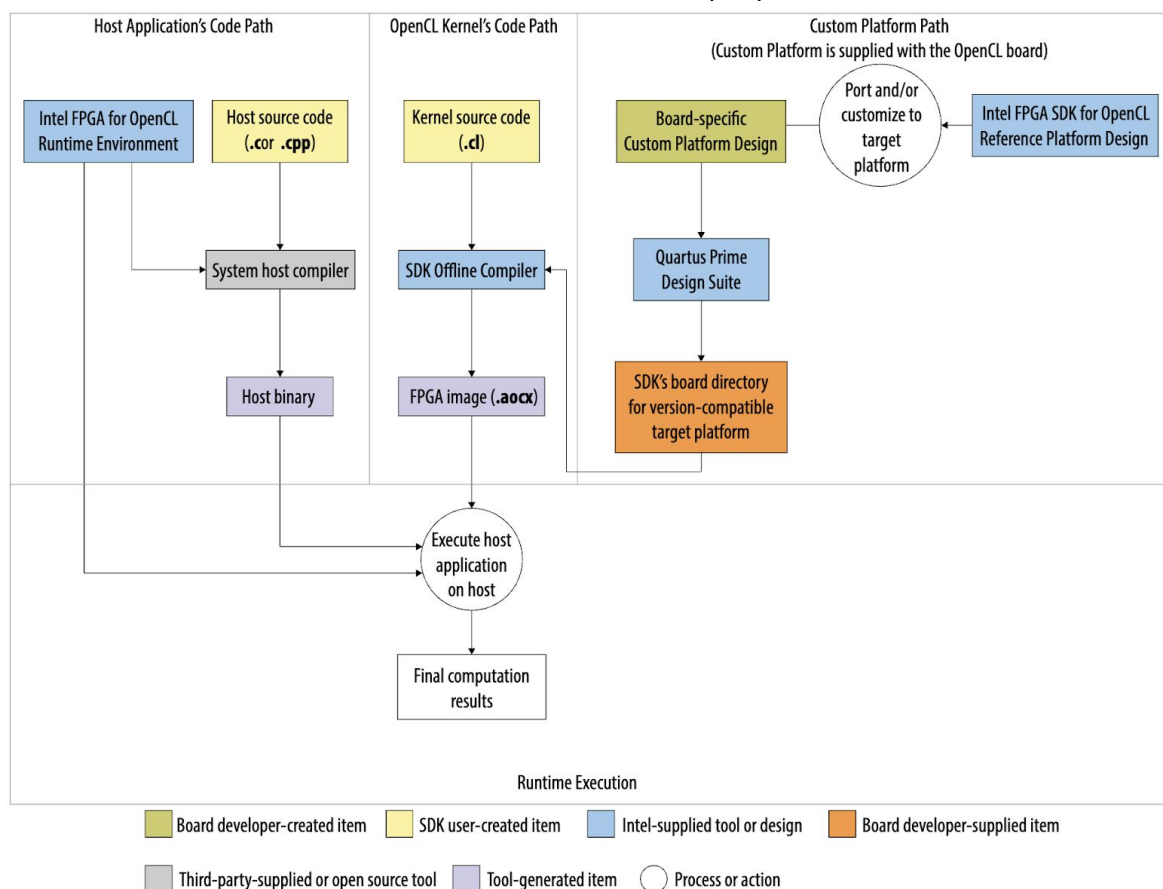 Host Application's Code Path
OpenCL Kernel's Code Path
Custom Platform Path
(Custom Platform is supplied with the OpenCL board)
Intel FPGA for OpenCL
Runtime Environment
Host source code
(.cor .cpp)
Kernel source code
(.cl)
Board-specific
Custom Platform Design
Port and/or
customize to
target
platform
Intel FPGA SDK for OpenCL
Reference Platform Design
System host compiler
SDK Offline Compiler
Quartus Prime
Design Suite
Host binary
FPGA image (.aocx)
SDK's board directory
for version-compatible
target platform
Execute host
application
on host
Final computation
results
Runtime Execution
Board developer-created item
SDK user-created item
Intel-supplied tool or design
Board developer-supplied item
Third-party-supplied or open source tool
Tool-generated item
Process or action